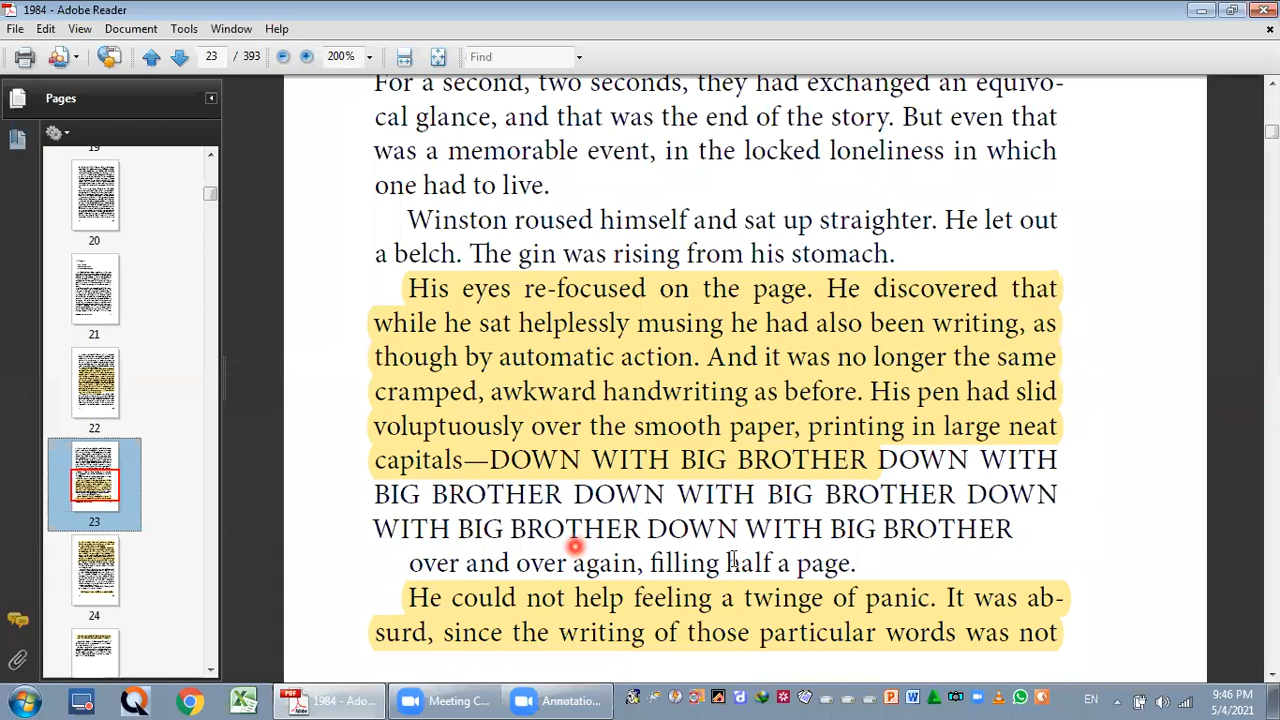 1984 - Adobe Reader
File Edit View Document Tools Window Help
23 / 393 200% Find
Pages
19
20
21
22
23
24
For a second, two seconds, they had exchanged an equivo-
cal glance, and that was the end of the story. But even that
was a memorable event, in the locked loneliness in which
one had to live.
Winston roused himself and sat up straighter. He let out
a belch. The gin was rising from his stomach.
His eyes re-focused on the page. He discovered that
while he sat helplessly musing he had also been writing, as
though by automatic action. And it was no longer the same
cramped, awkward handwriting as before. His pen had slid
voluptuously over the smooth paper, printing in large neat
capitals—DOWN WITH BIG BROTHER DOWN WITH
BIG BROTHER DOWN WITH BIG BROTHER DOWN
WITH BIG BROTHER DOWN WITH BIG BROTHER
over and over again, filling half a page.
He could not help feeling a twinge of panic. It was ab-
surd, since the writing of those particular words was not
1984 - Ado... Meeting C... Annotatio... EN 9:46 PM
5/4/2021